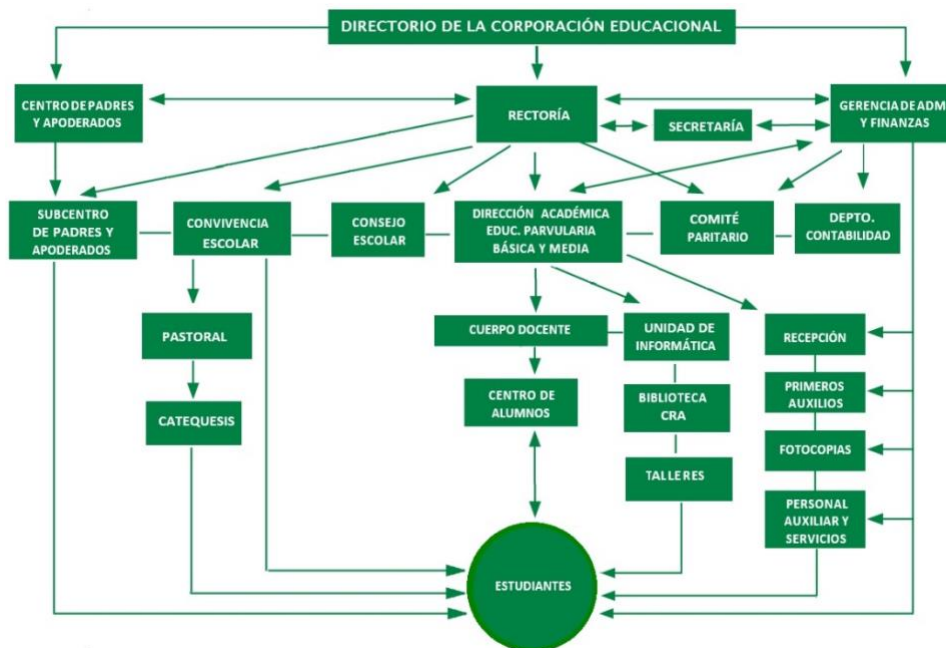 DIRECTORIO DE LA CORPORACIÓN EDUCACIONAL
CENTRO DE PADRES
Y APODERADOS
RECTORÍA
SECRETARÍA
GERENCIA DE ADM
Y FINANZAS
SUBCENTRO
DE PADRES Y
APODERADOS
CONVIVENCIA
ESCOLAR
CONSEJO
ESCOLAR
DIRECCIÓN ACADÉMICA
EDUC. PARVULARIA
BÁSICA Y MEDIA
COMITÉ
PARITARIO
DEPTO.
CONTABILIDAD
PASTORAL
CUERPO DOCENTE
UNIDAD DE
INFORMÁTICA
RECEPCIÓN
CATEQUESIS
CENTRO DE
ALUMNOS
BIBLIOTECA
CRA
PRIMEROS
AUXILIOS
FOTOCOPIAS
TALLERES
PERSONAL
AUXILIAR Y
SERVICIOS
ESTUDIANTES